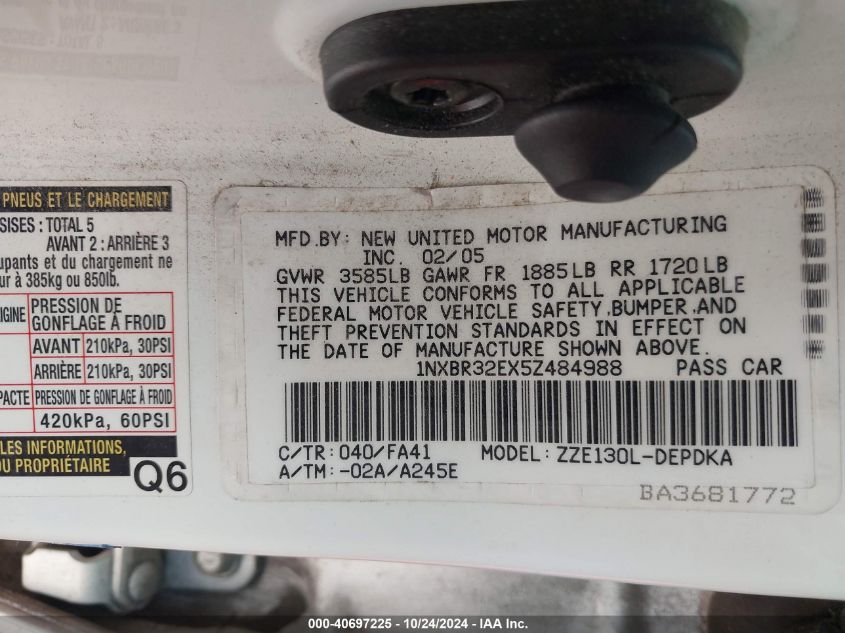 PNEUS ET LE CHARGEMENT
SISES : TOTAL 5
AVANT 2 : ARRIÈRE 3
upants et du chargement ne
ur à 385kg ou 850lb.
IGINE
PRESSION DE
GONFLAGE À FROID
AVANT 210kPa, 30PSI
ARRIÈRE 210kPa, 30PSI
PACTE PRESSION DE GONFLAGE À FROID
420kPa, 60PSI
LES INFORMATIONS,
DU PROPRIÉTAIRE
Q6
MFD.BY: NEW UNITED MOTOR MANUFACTURING
INC. 02/05
GVWR 3585LB GAWR FR 1885LB RR 1720LB
THIS VEHICLE CONFORMS TO ALL APPLICABLE
FEDERAL MOTOR VEHICLE SAFETY,BUMPER,AND
THEFT PREVENTION STANDARDS IN EFFECT ON
THE DATE OF MANUFACTURE SHOWN ABOVE.
1NXBR32EX5Z484988 PASS CAR
C/TR: 040/FA41 MODEL: ZZE130L-DEPDKA
A/TM: -02A/A245E
BA3681772
000-40697225 - 10/24/2024 - IAA Inc.